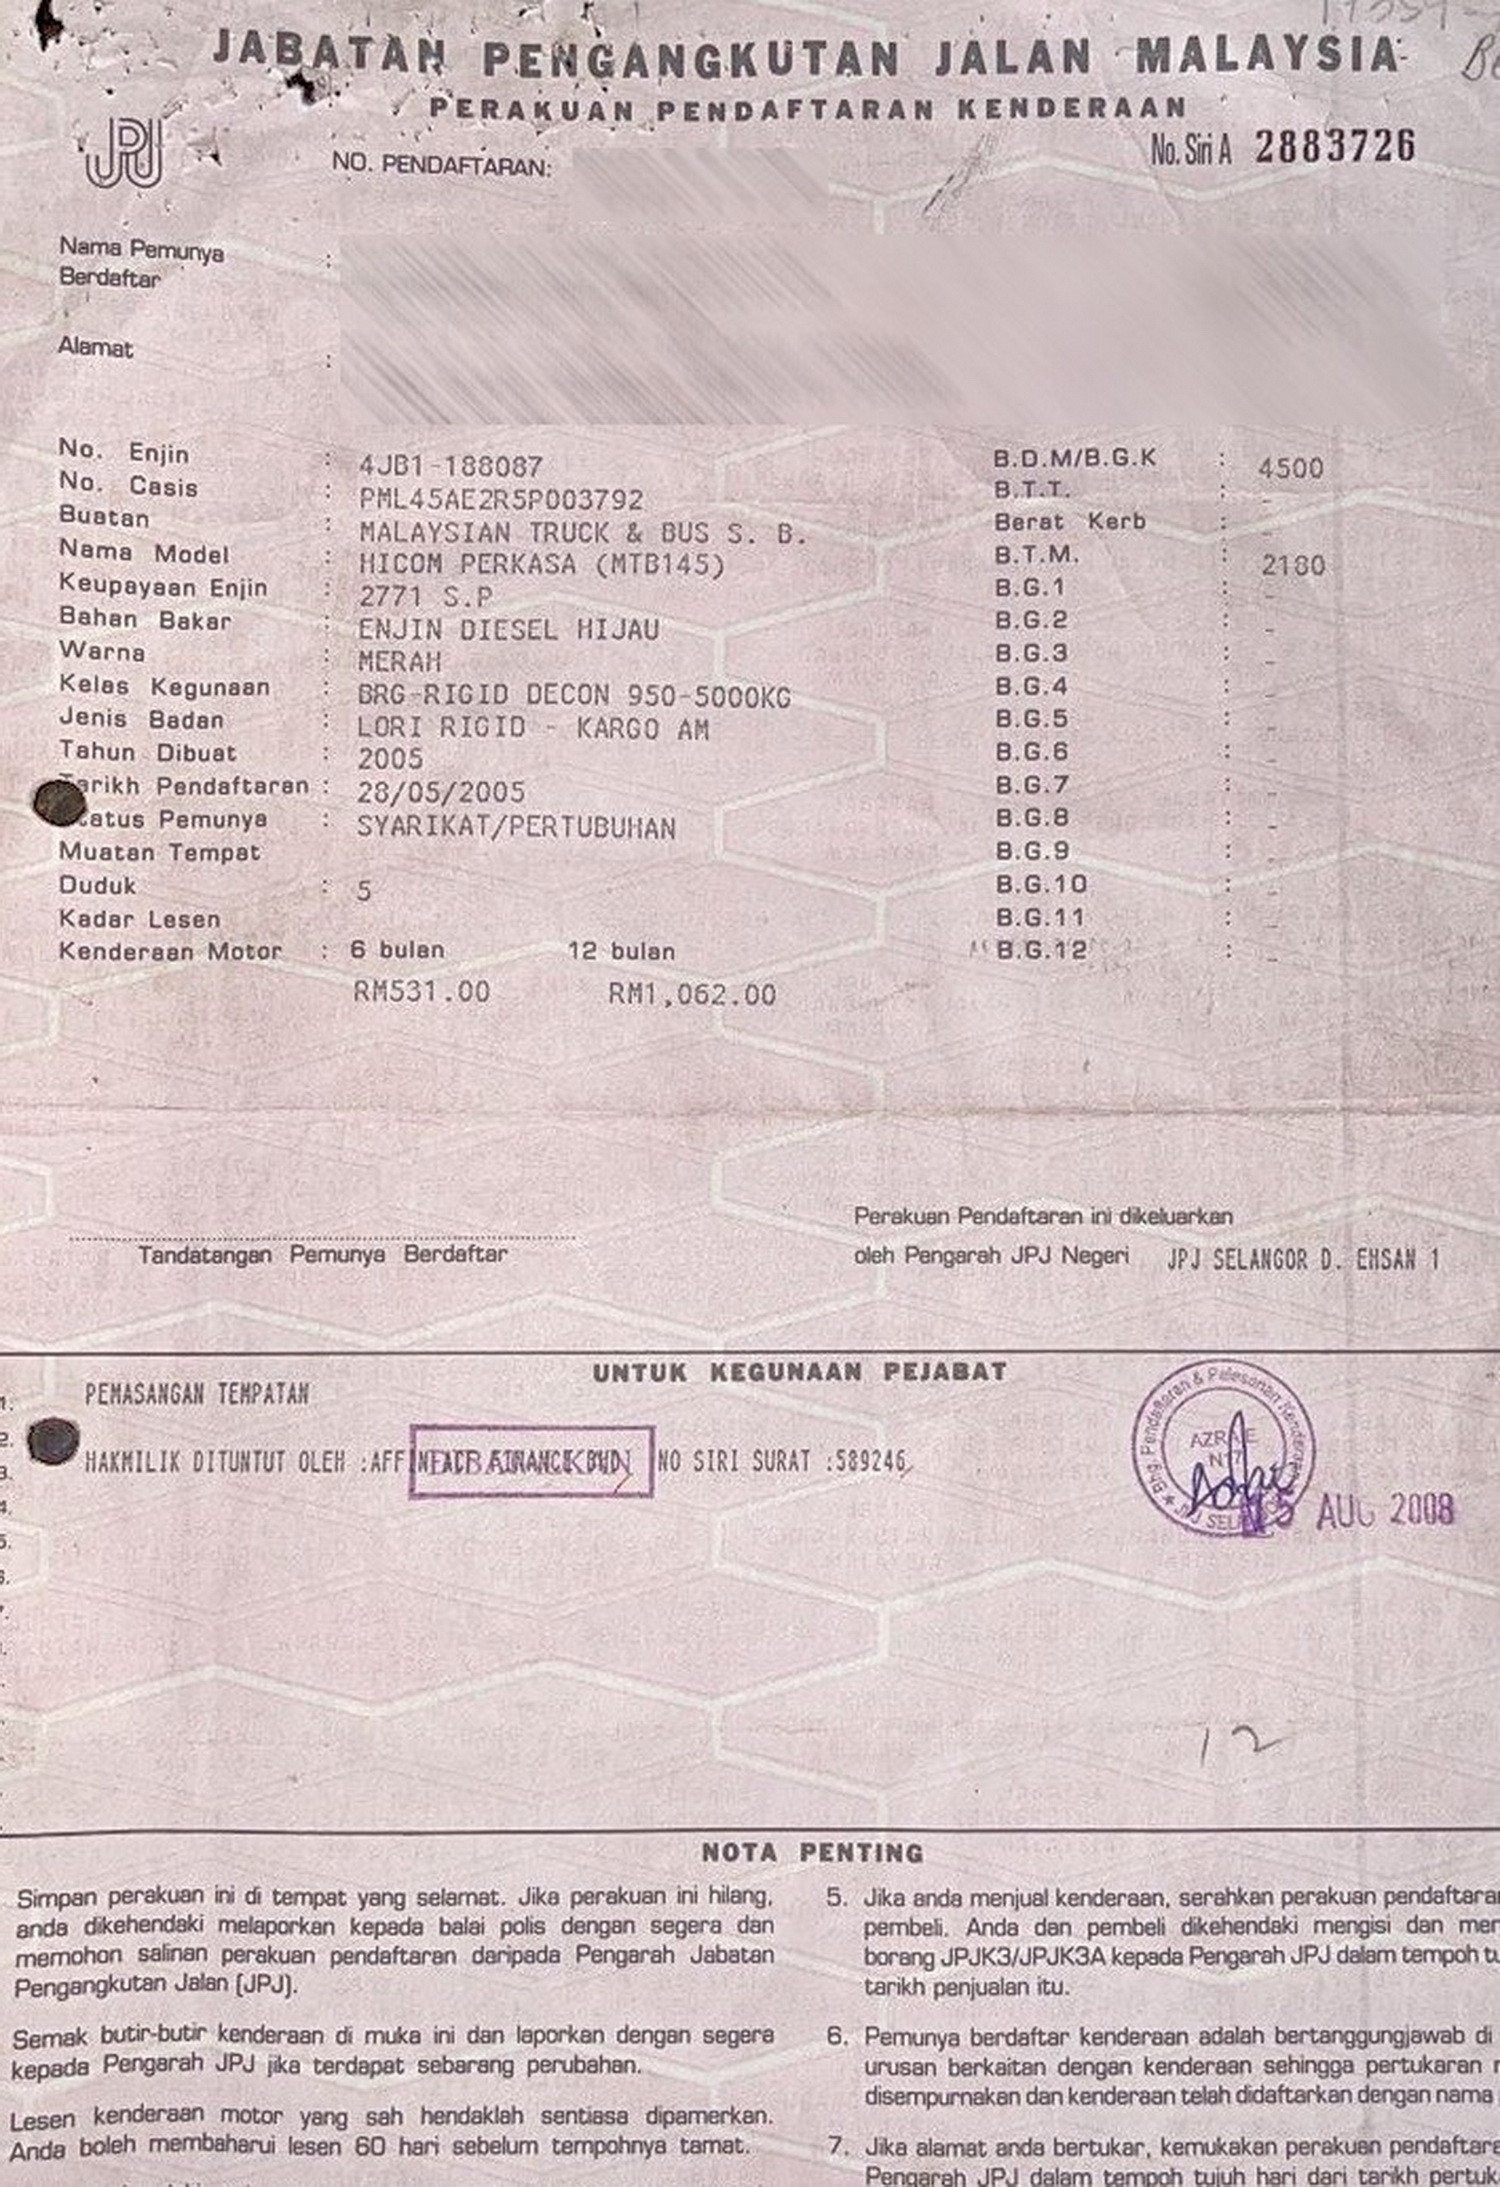 JABATAN PENGANGKUTAN JALAN MALAYSIA
PERAKUAN PENDAFTARAN KENDERAAN
JPJ
NO. PENDAFTARAN:
No. Siri A 2883726
Nama Pemunya :
Berdaftar
Alamat :
No. Enjin : 4JB1-188087
No. Casis : PML45AE2R5P003792
Buatan : MALAYSIAN TRUCK & BUS S. B.
Nama Model : HICOM PERKASA (MTB145)
Keupayaan Enjin : 2771 S.P
Bahan Bakar : ENJIN DIESEL HIJAU
Warna : MERAH
Kelas Kegunaan : BRG-RIGID DECON 950-5000KG
Jenis Badan : LORI RIGID - KARGO AM
Tahun Dibuat : 2005
Tarikh Pendaftaran : 28/05/2005
Status Pemunya : SYARIKAT/PERTUBUHAN
Muatan Tempat
Duduk : 5
Kadar Lesen
Kenderaan Motor : 6 bulan 12 bulan
RM531.00 RM1,062.00
B.D.M/B.G.K : 4500
B.T.T. : -
Berat Kerb : -
B.T.M. : 2180
B.G.1 : -
B.G.2 : -
B.G.3 : -
B.G.4 : -
B.G.5 : -
B.G.6 : -
B.G.7 : -
B.G.8 : -
B.G.9 : -
B.G.10 : -
B.G.11 : -
B.G.12 : -
Tandatangan Pemunya Berdaftar
Perakuan Pendaftaran ini dikeluarkan
oleh Pengarah JPJ Negeri JPJ SELANGOR D. EHSAN 1
UNTUK KEGUNAAN PEJABAT
1. PEMASANGAN TEMPATAN
2.
3. HAKMILIK DITUNTUT OLEH :AFFIN NO SIRI SURAT :589246
4.
5.
6.
Bhg. Pendaftaran & Pelesenan Kenderaan
AUG 2008
12
NOTA PENTING
Simpan perakuan ini di tempat yang selamat. Jika perakuan ini hilang,
anda dikehendaki melaporkan kepada balai polis dengan segera dan
memohon salinan perakuan pendaftaran daripada Pengarah Jabatan
Pengangkutan Jalan (JPJ).
Semak butir-butir kenderaan di muka ini dan laporkan dengan segera
kepada Pengarah JPJ jika terdapat sebarang perubahan.
Lesen kenderaan motor yang sah hendaklah sentiasa dipamerkan.
Anda boleh membaharui lesen 60 hari sebelum tempohnya tamat.
5. Jika anda menjual kenderaan, serahkan perakuan
pembeli. Anda dan pembeli dikehendaki mengisi dan
borang JPJK3/JPJK3A kepada Pengarah JPJ dalam tempoh
tarikh penjualan itu.
6. Pemunya berdaftar kenderaan adalah bertanggungjawab di
urusan berkaitan dengan kenderaan sehingga pertukaran
disempurnakan dan kenderaan telah didaftarkan dengan nama
7. Jika alamat anda bertukar, kemukakan perakuan
Pengarah JPJ dalam tempoh tujuh hari dari tarikh